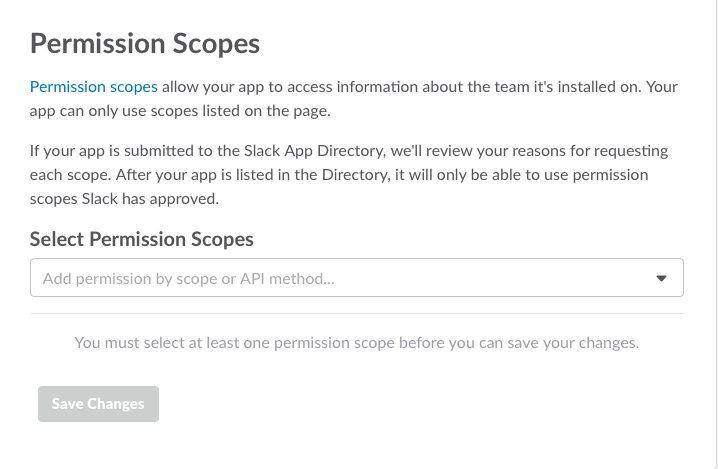 Permission Scopes
Permission scopes allow your app to access information about the team it's installed on. Your
app can only use scopes listed on the page.
If your app is submitted to the Slack App Directory, we'll review your reasons for requesting
each scope. After your app is listed in the Directory, it will only be able to use permission
scopes Slack has approved.
Select Permission Scopes
Add permission by scope or API method...
You must select at least one permission scope before you can save your changes.
Save Changes